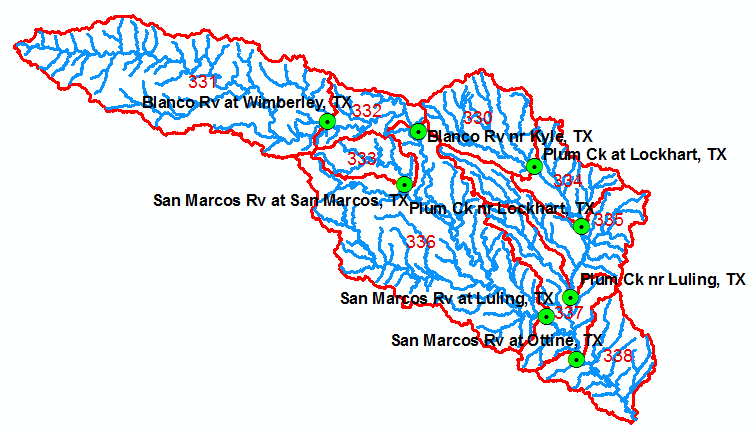 331
Blanco Rv at Wimberley, TX
332
330
Blanco Rv nr Kyle, TX
333
Plum Ck at Lockhart, TX
334
San Marcos Rv at San Marcos, TX
Plum Ck nr Lockhart, TX
335
336
Plum Ck nr Luling, TX
San Marcos Rv at Luling, TX
337
San Marcos Rv at Ottine, TX
338